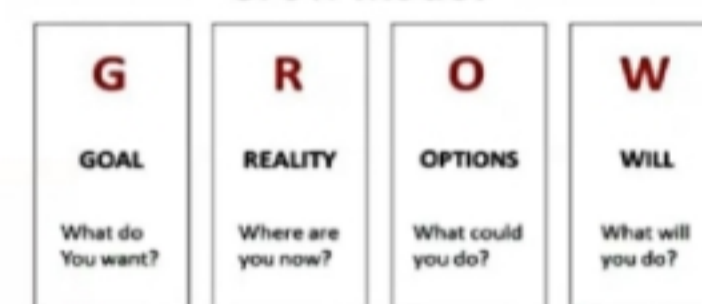 G
GOAL
What do
You want?
R
REALITY
Where are
you now?
O
OPTIONS
What could
you do?
W
WILL
What will
you do?